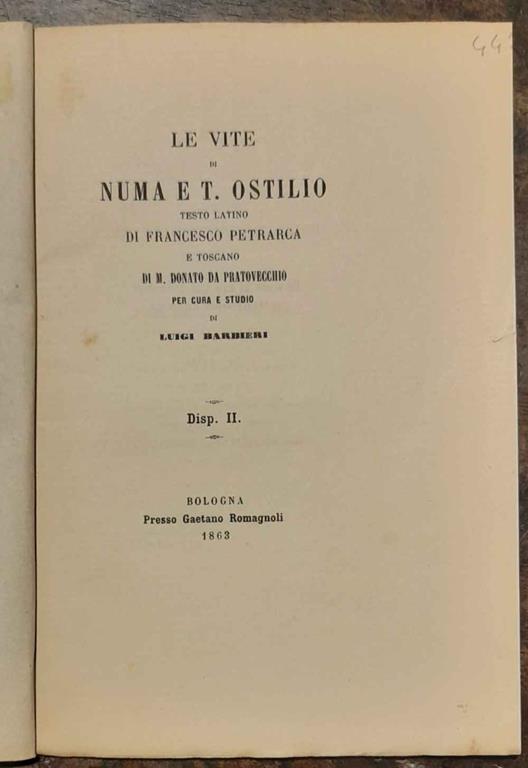 LE VITE
DI
NUMA E T. OSTILIO
TESTO LATINO
DI FRANCESCO PETRARCA
E TOSCANO
DI M. DONATO DA PRATOVECCHIO
PER CURA E STUDIO
DI
LUIGI BARBIERI
Disp. II.
BOLOGNA
Presso Gaetano Romagnoli
1863